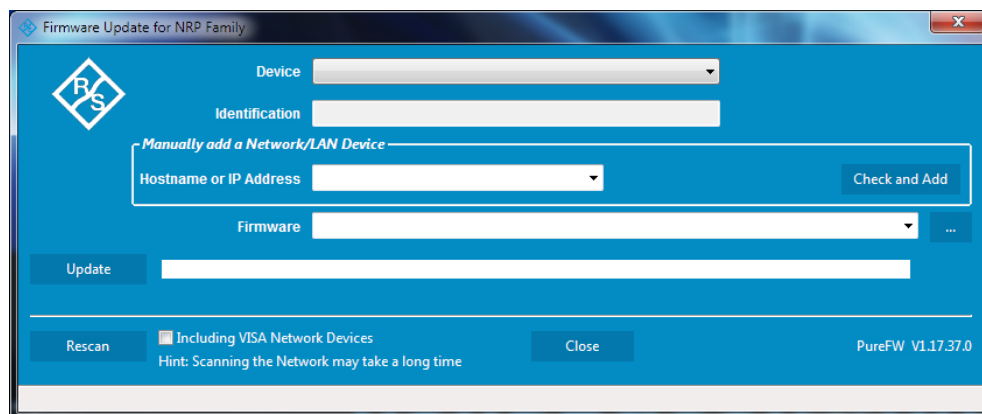 Firmware Update for NRP Family
x
R S
Device
Identification
Manually add a Network/LAN Device
Hostname or IP Address
Check and Add
Firmware
...
Update
Rescan
Including VISA Network Devices
Hint: Scanning the Network may take a long time
Close
PureFW V1.17.37.0